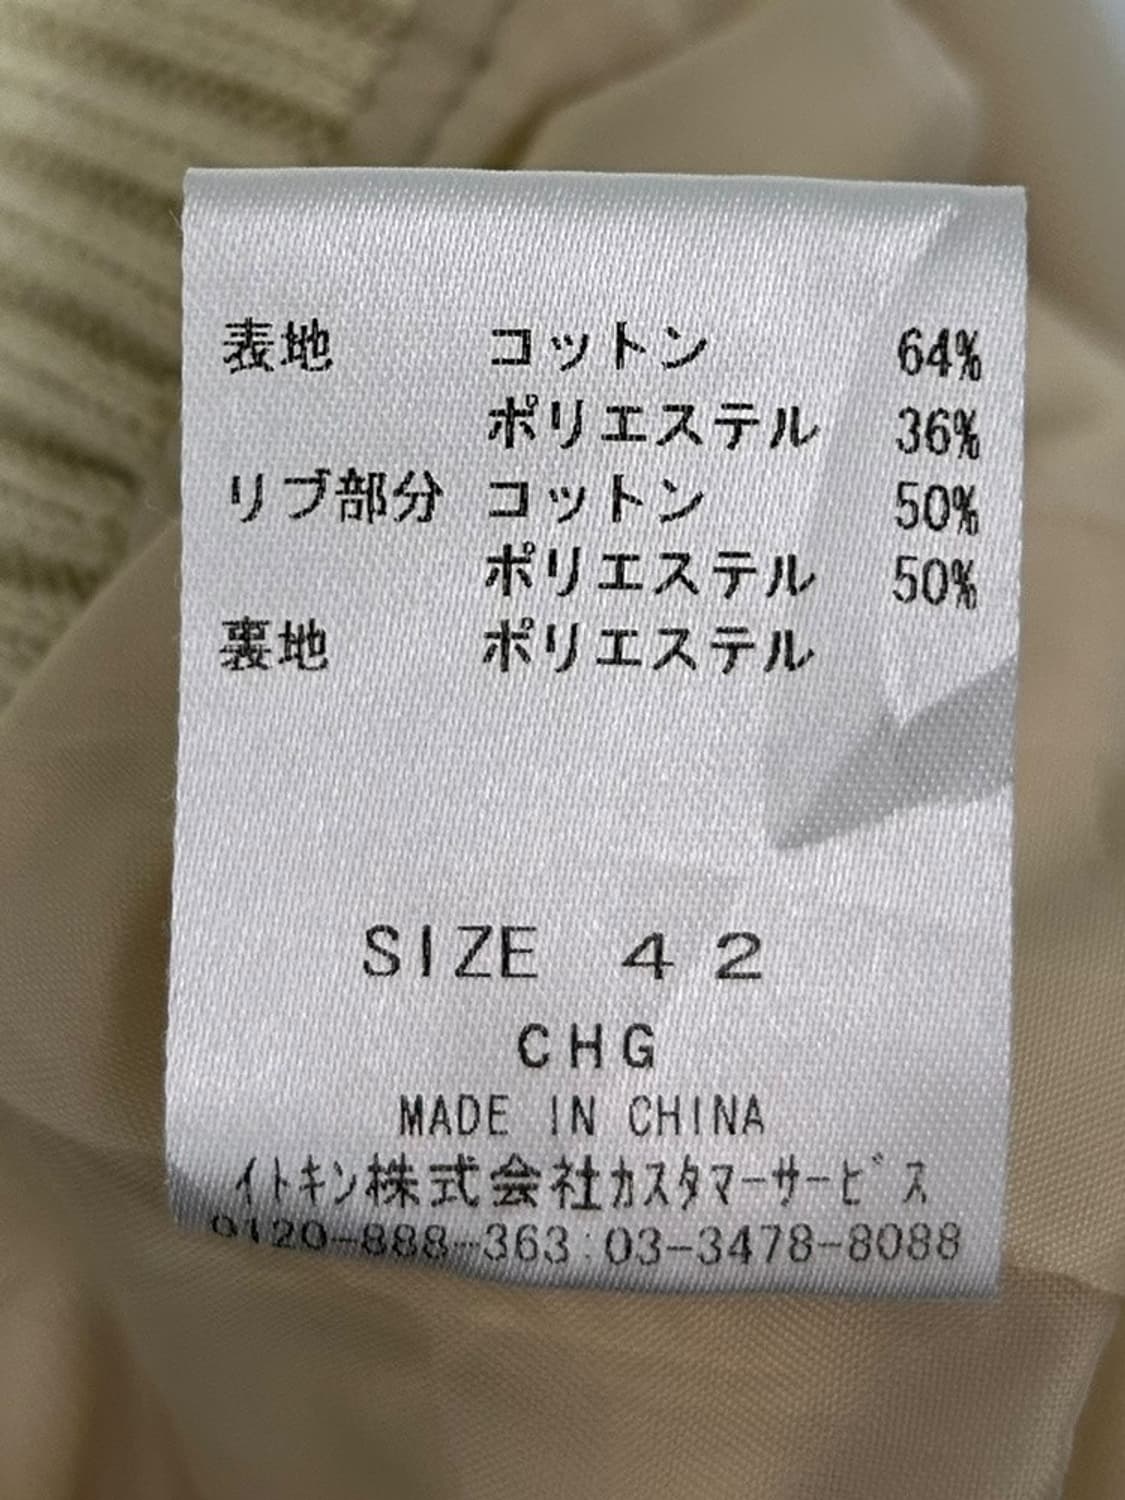 表地 コットン 64%
ポリエステル 36%
リブ部分 コットン 50%
ポリエステル 50%
裏地 ポリエステル
SIZE 42
CHG
MADE IN CHINA
イトキン株式会社カスタマーサービス
0120-888-363:03-3478-8088